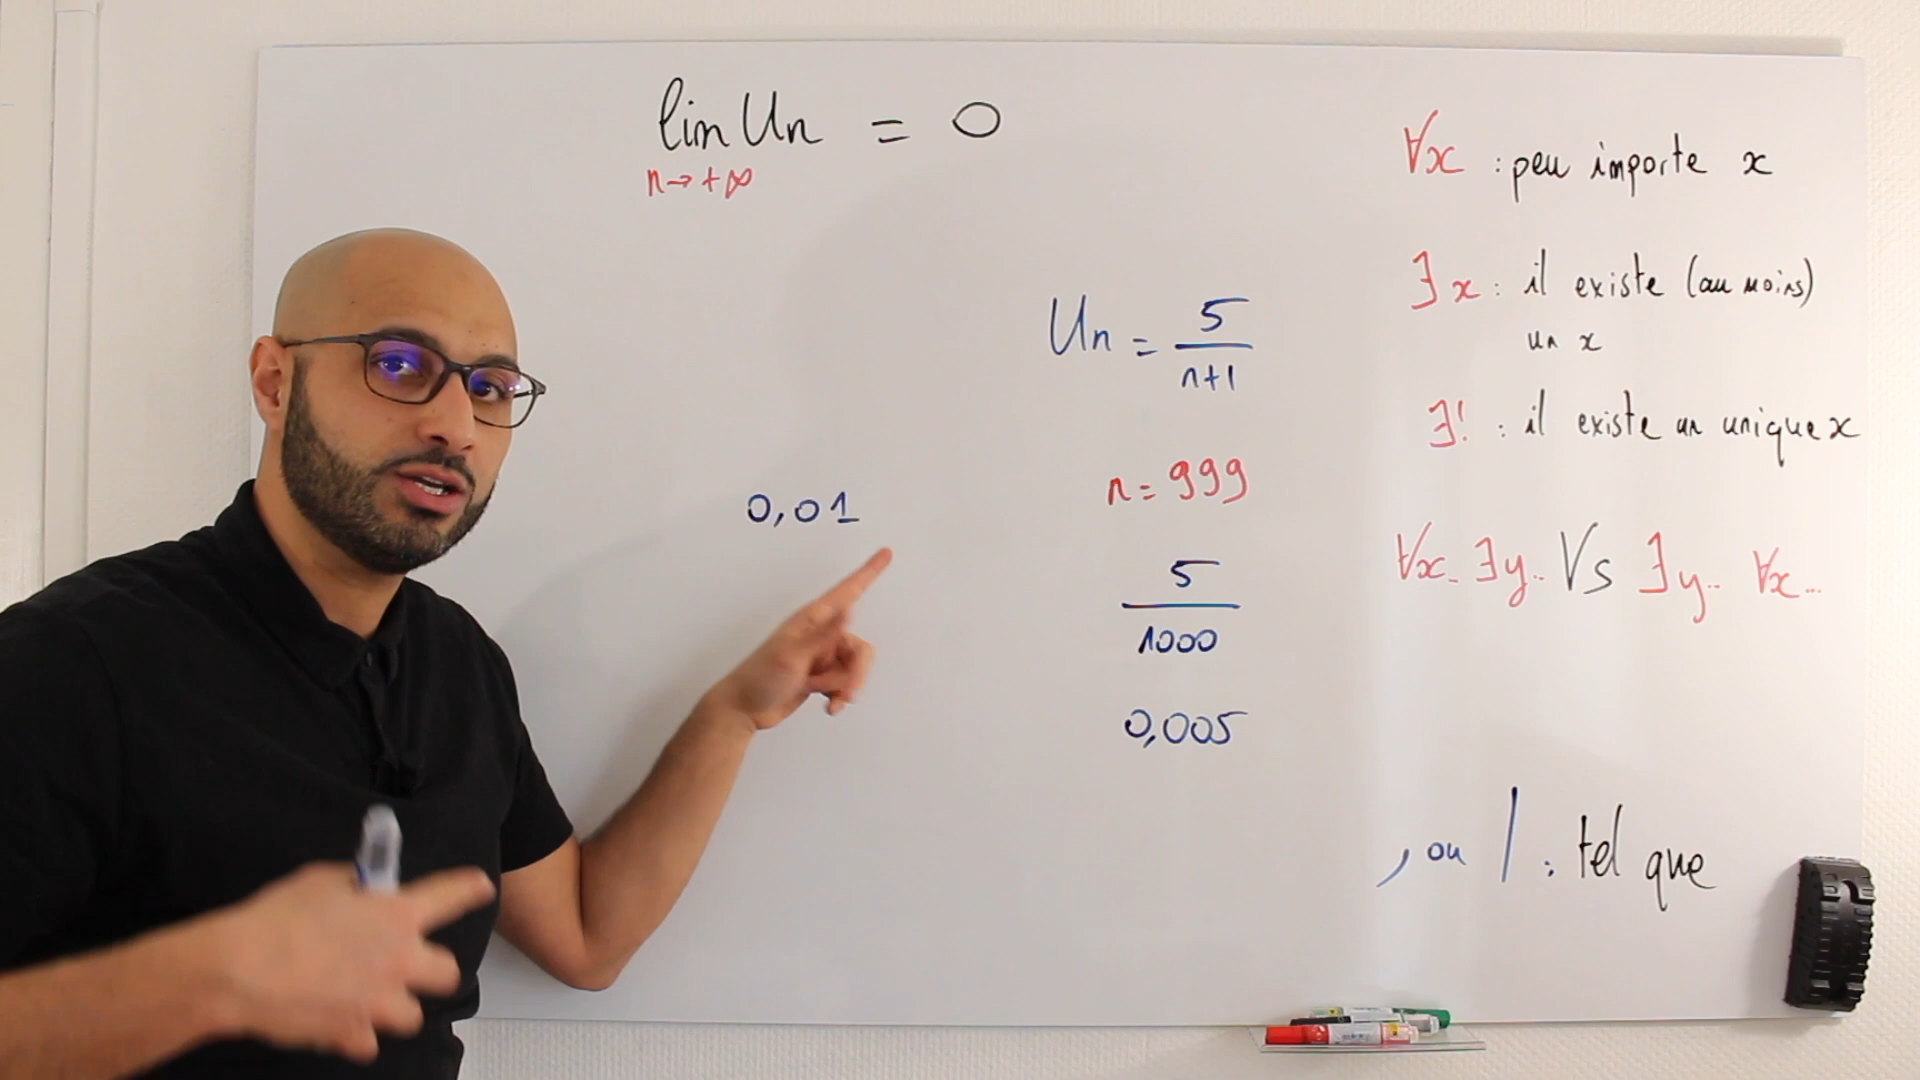 lim Un = 0
n→+∞
Un = 5/(n+1)
n = 999
0,01
5
1000
0,005
∀x : peu importe x
∃x : il existe (au moins)
un x
∃! : il existe un unique x
∀x.. ∃y.. Vs ∃y.. ∀x...
, ou / : tel que